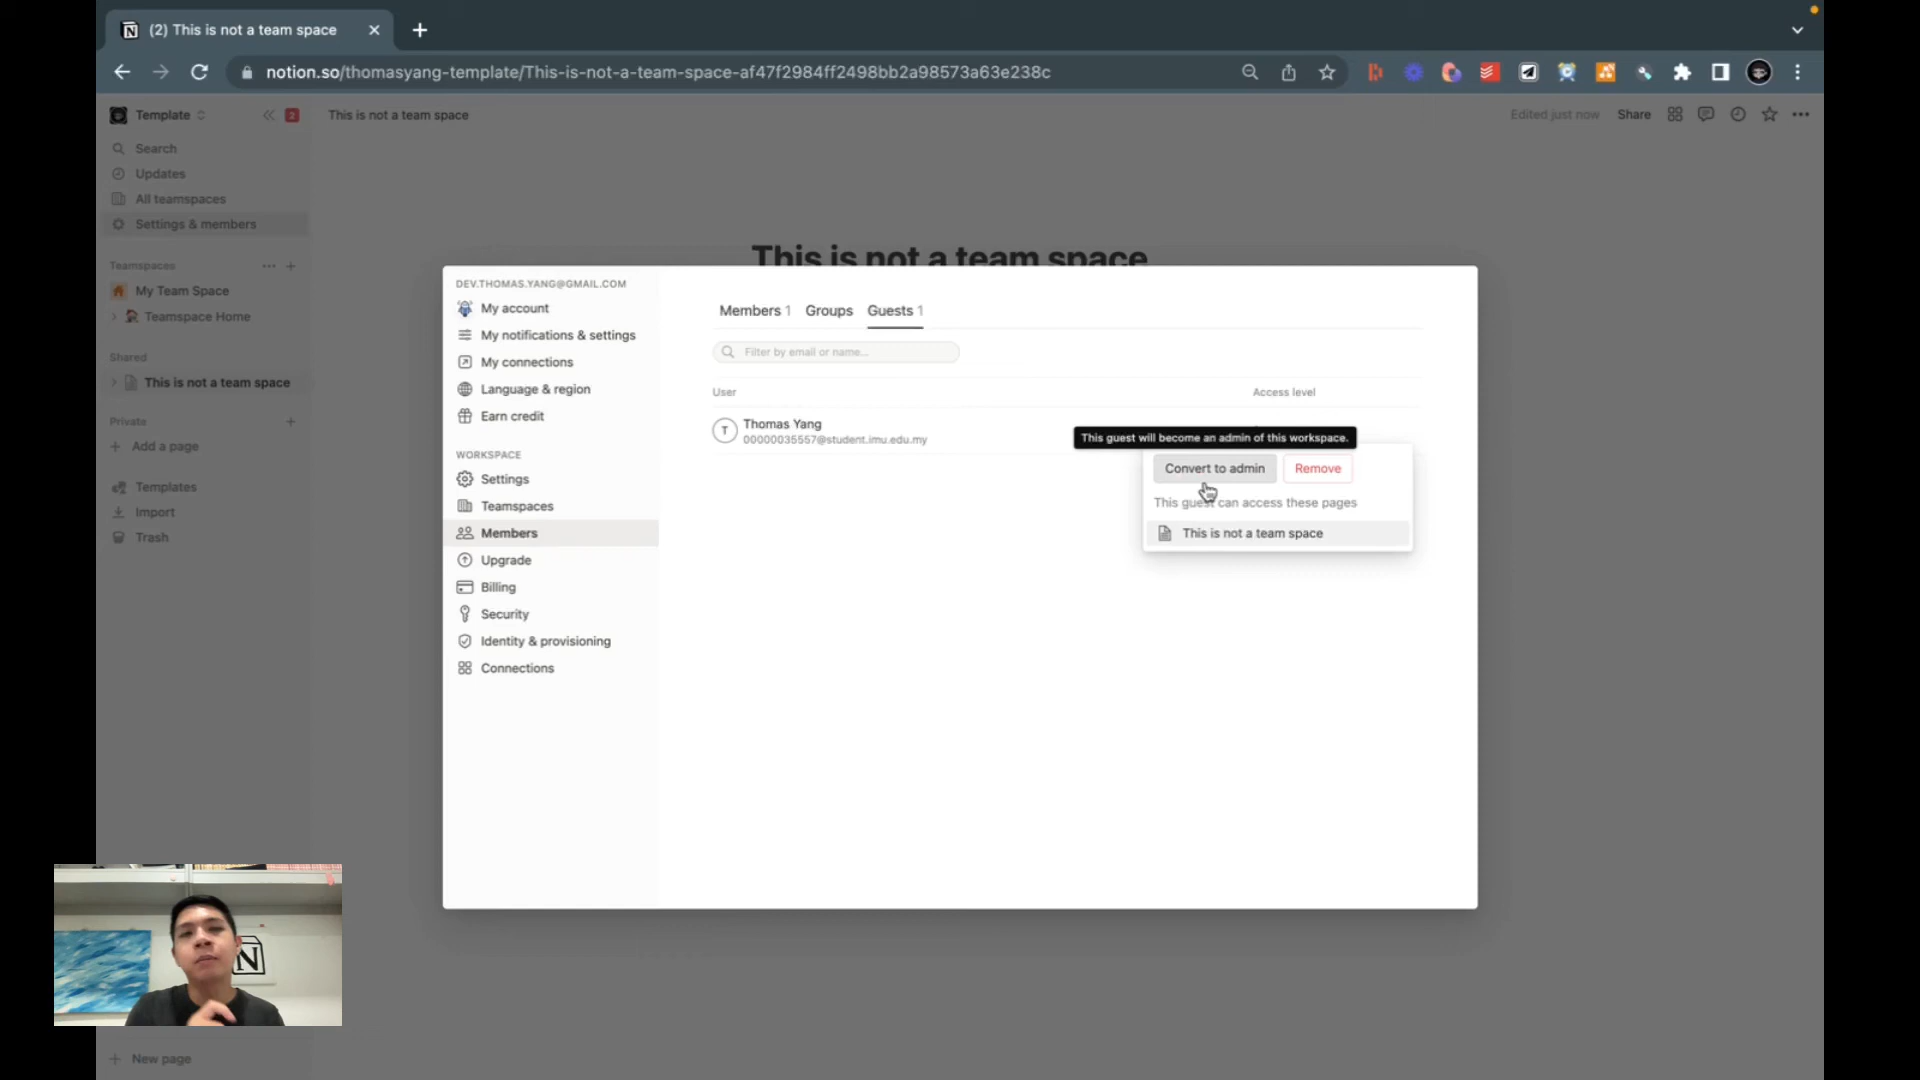 (2) This is not a team space
notion.so/thomasyang-template/This-is-not-a-team-space-af47f2984ff2498bb2a98573a63e238c
Template
2
This is not a team space
Edited just now
Share
Search
Updates
All teamspaces
Settings & members
Teamspaces
My Team Space
Teamspace Home
Shared
This is not a team space
Private
Add a page
Templates
Import
Trash
New page
This is not a team space
DEV.THOMAS.YANG@GMAIL.COM
My account
My notifications & settings
My connections
Language & region
Earn credit
WORKSPACE
Settings
Teamspaces
Members
Upgrade
Billing
Security
Identity & provisioning
Connections
Members 1
Groups
Guests 1
Filter by email or name...
User
Access level
T
Thomas Yang
00000035557@student.imu.edu.my
This guest will become an admin of this workspace.
Convert to admin
Remove
This guest can access these pages
This is not a team space
N